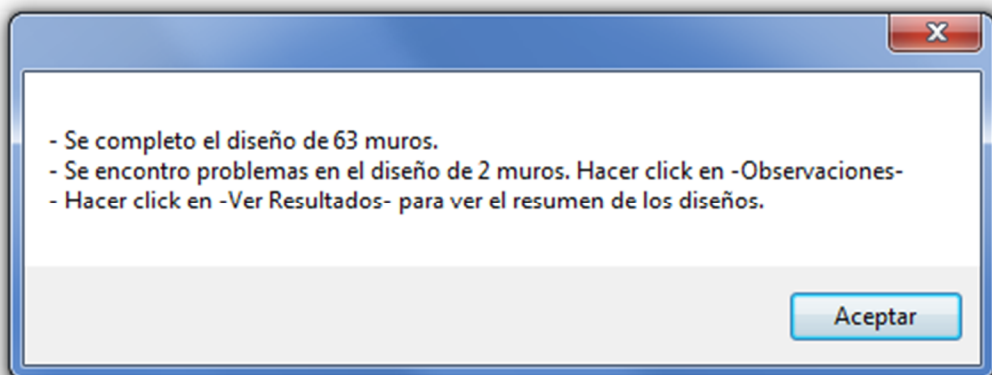 - Se completo el diseño de 63 muros.
- Se encontro problemas en el diseño de 2 muros. Hacer click en -Observaciones-
- Hacer click en -Ver Resultados- para ver el resumen de los diseños.
Aceptar